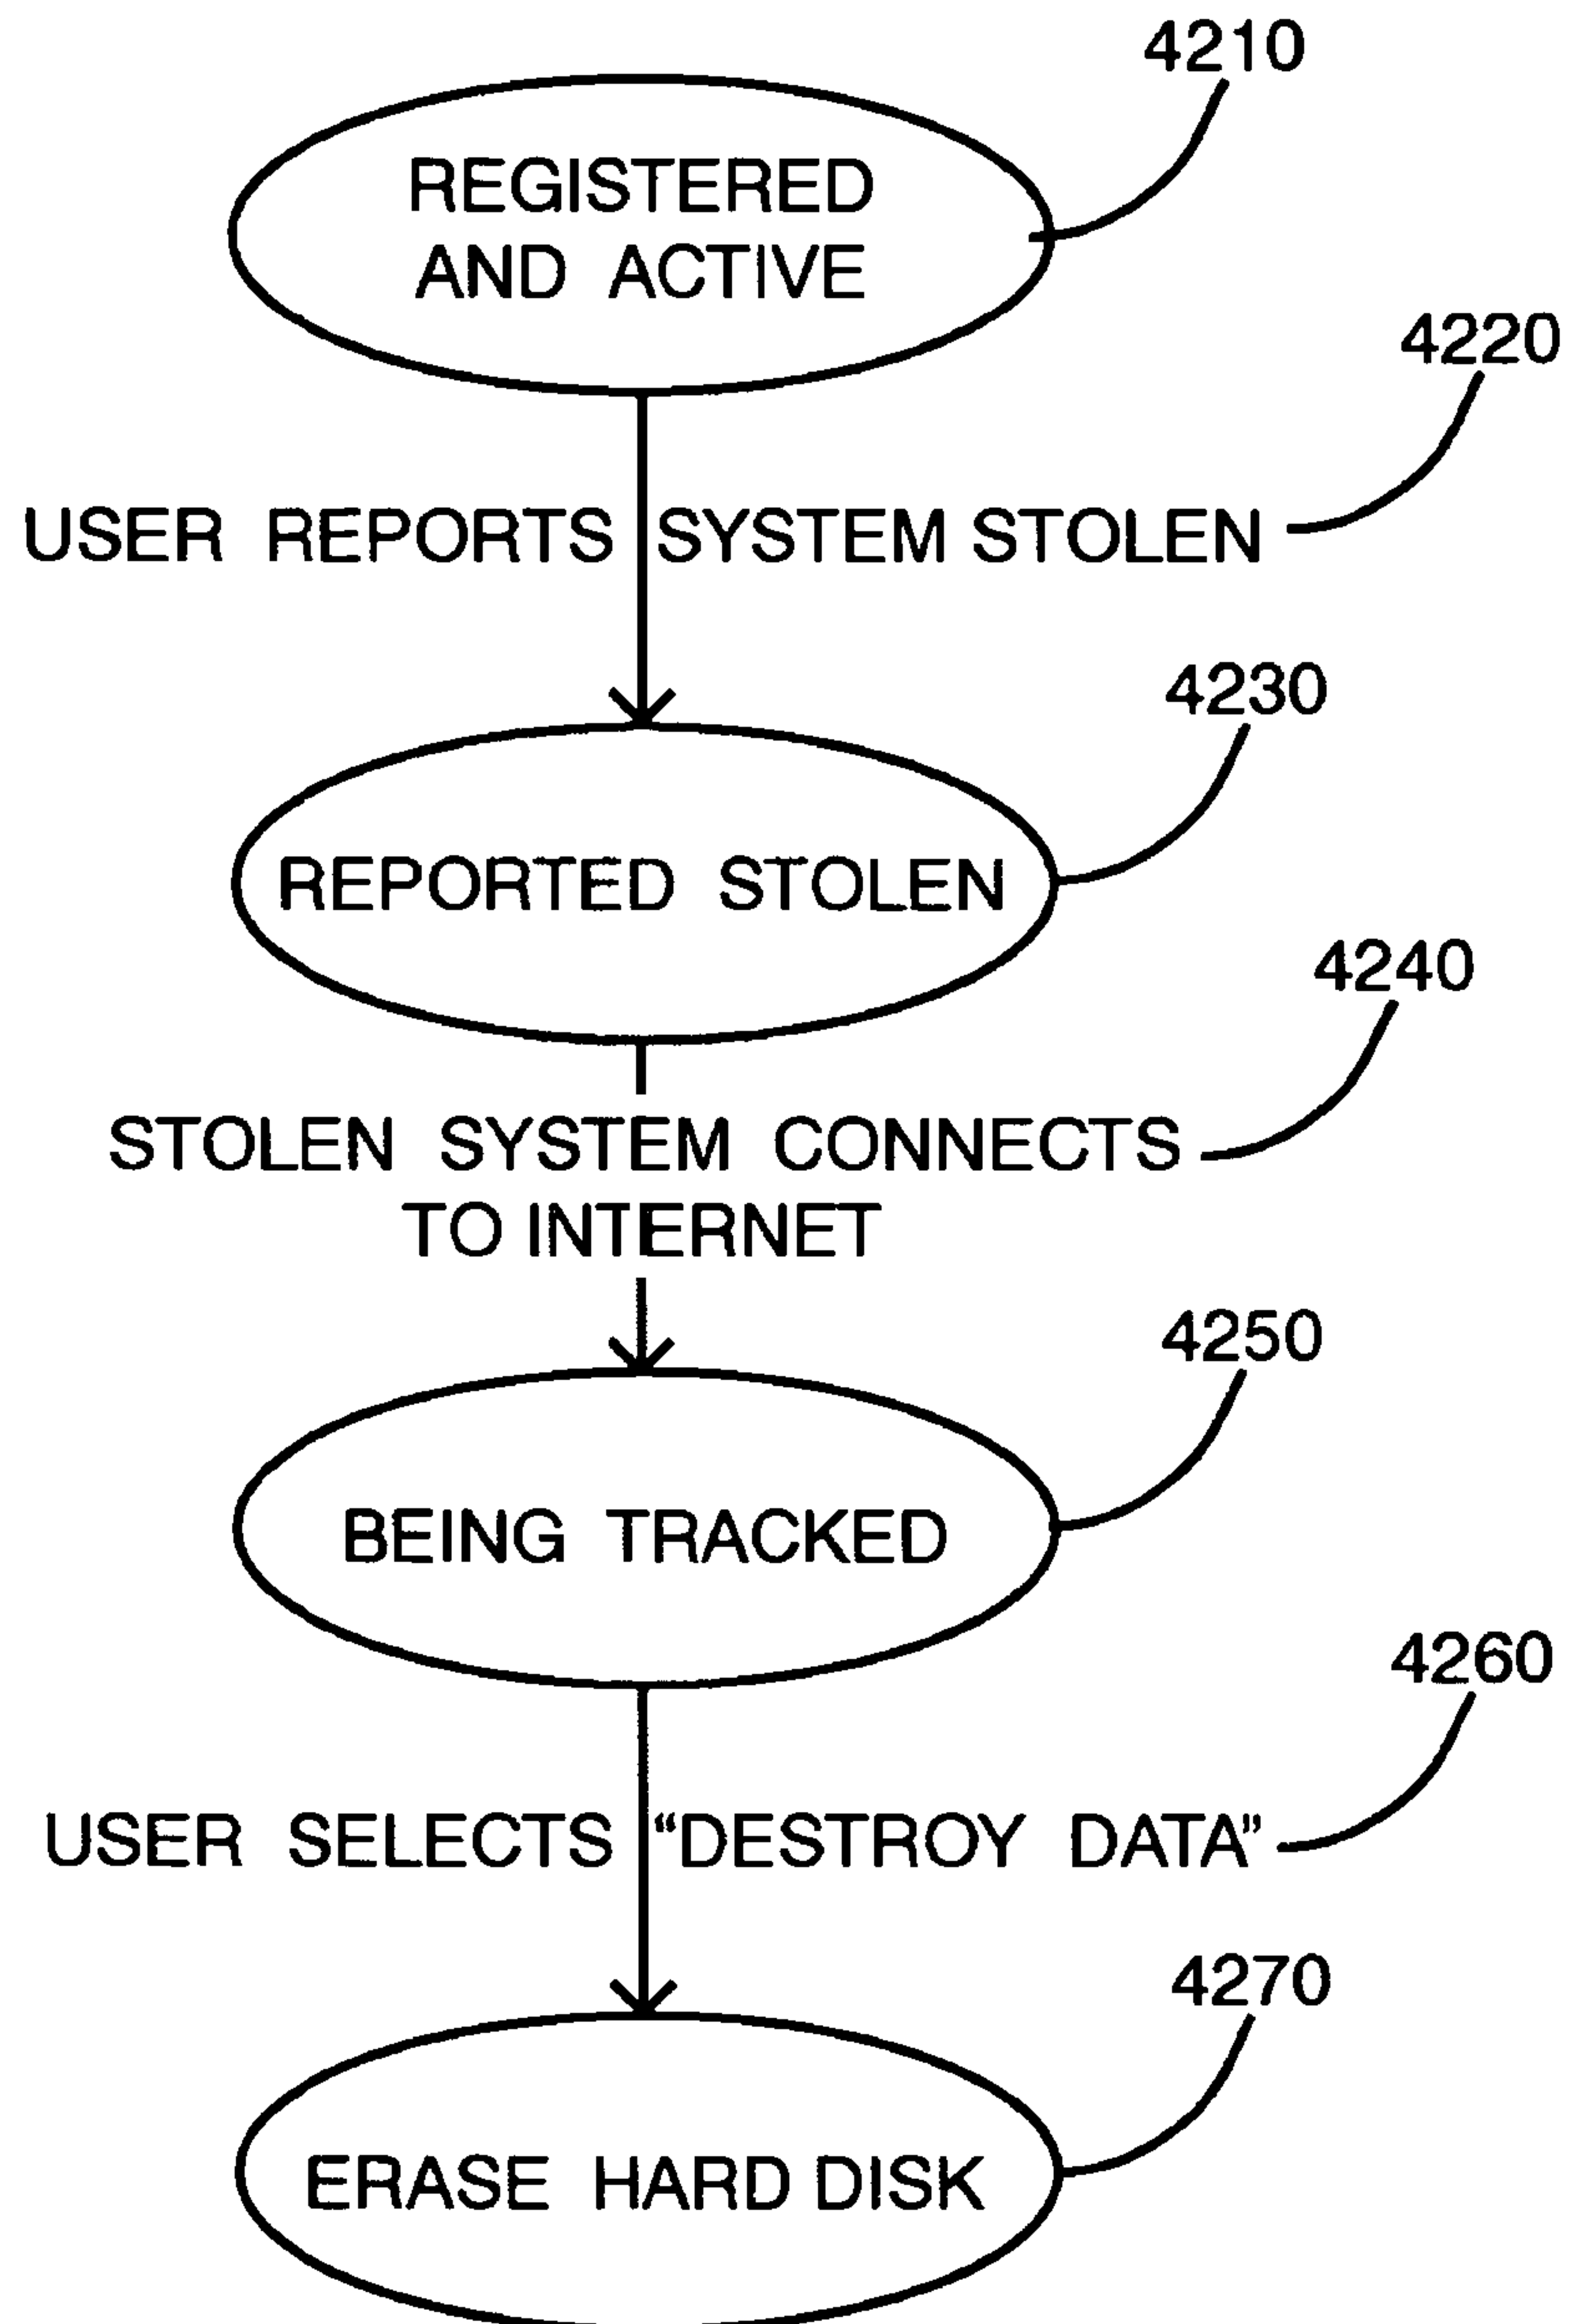 4210
REGISTERED
AND ACTIVE
4220
USER REPORTS SYSTEM STOLEN
4230
REPORTED STOLEN
4240
STOLEN SYSTEM CONNECTS
TO INTERNET
4250
BEING TRACKED
4260
USER SELECTS “DESTROY DATA”
4270
ERASE HARD DISK